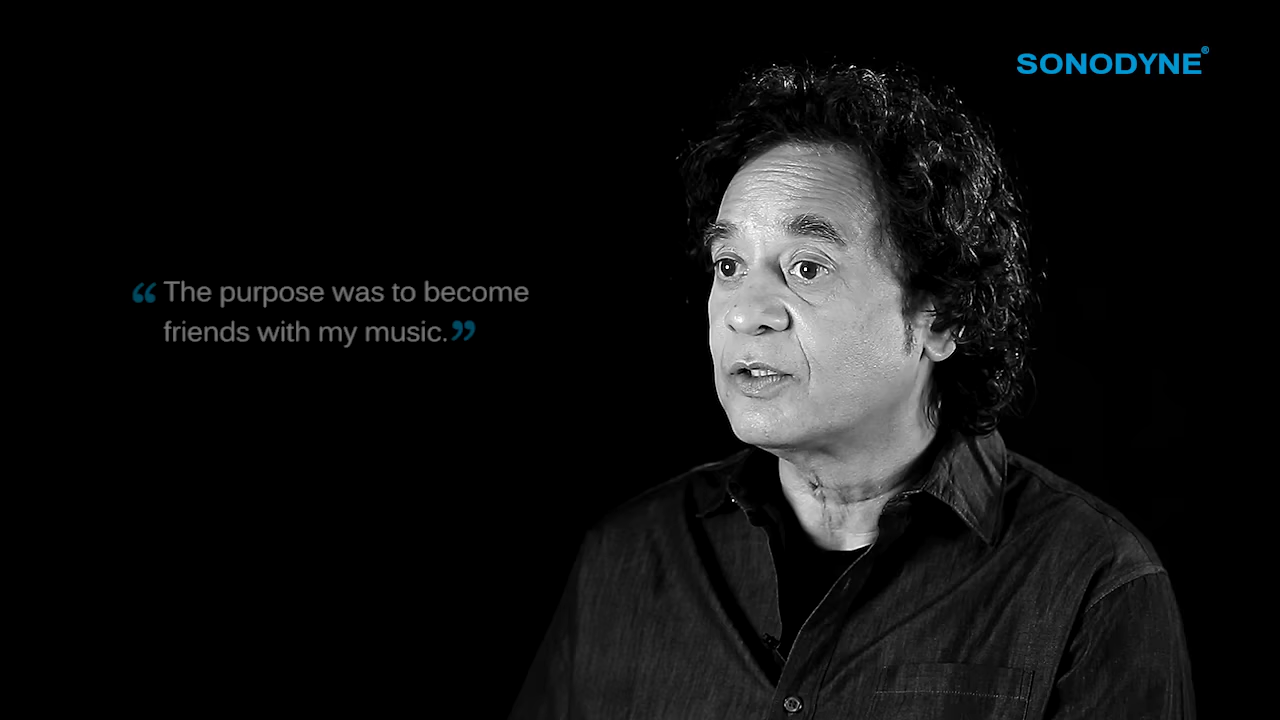 SONODYNE®
“The purpose was to become
friends with my music.”